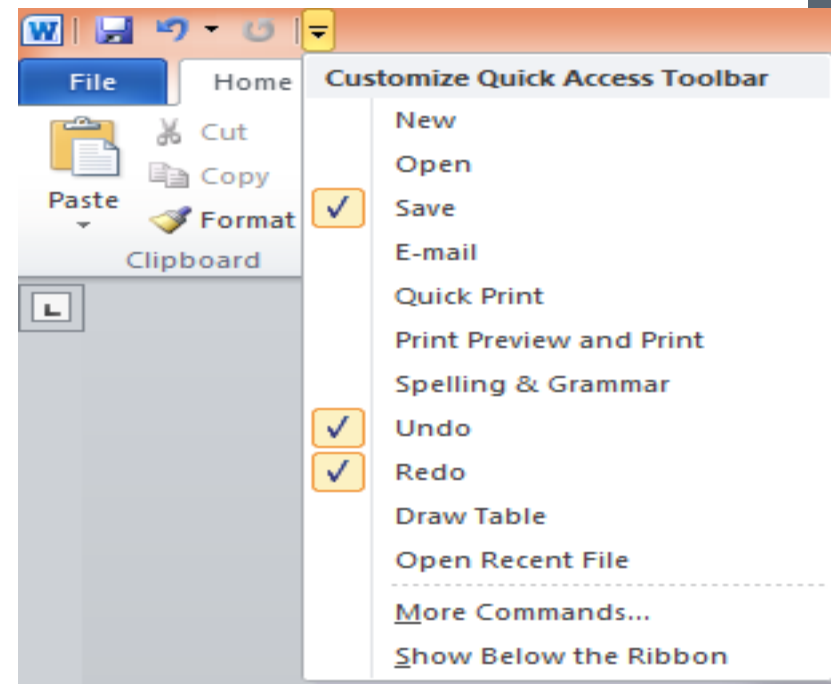 W
File Home
Customize Quick Access Toolbar
Cut
Copy
Paste
Format
Clipboard
New
Open
Save
E-mail
Quick Print
Print Preview and Print
Spelling & Grammar
Undo
Redo
Draw Table
Open Recent File
More Commands...
Show Below the Ribbon